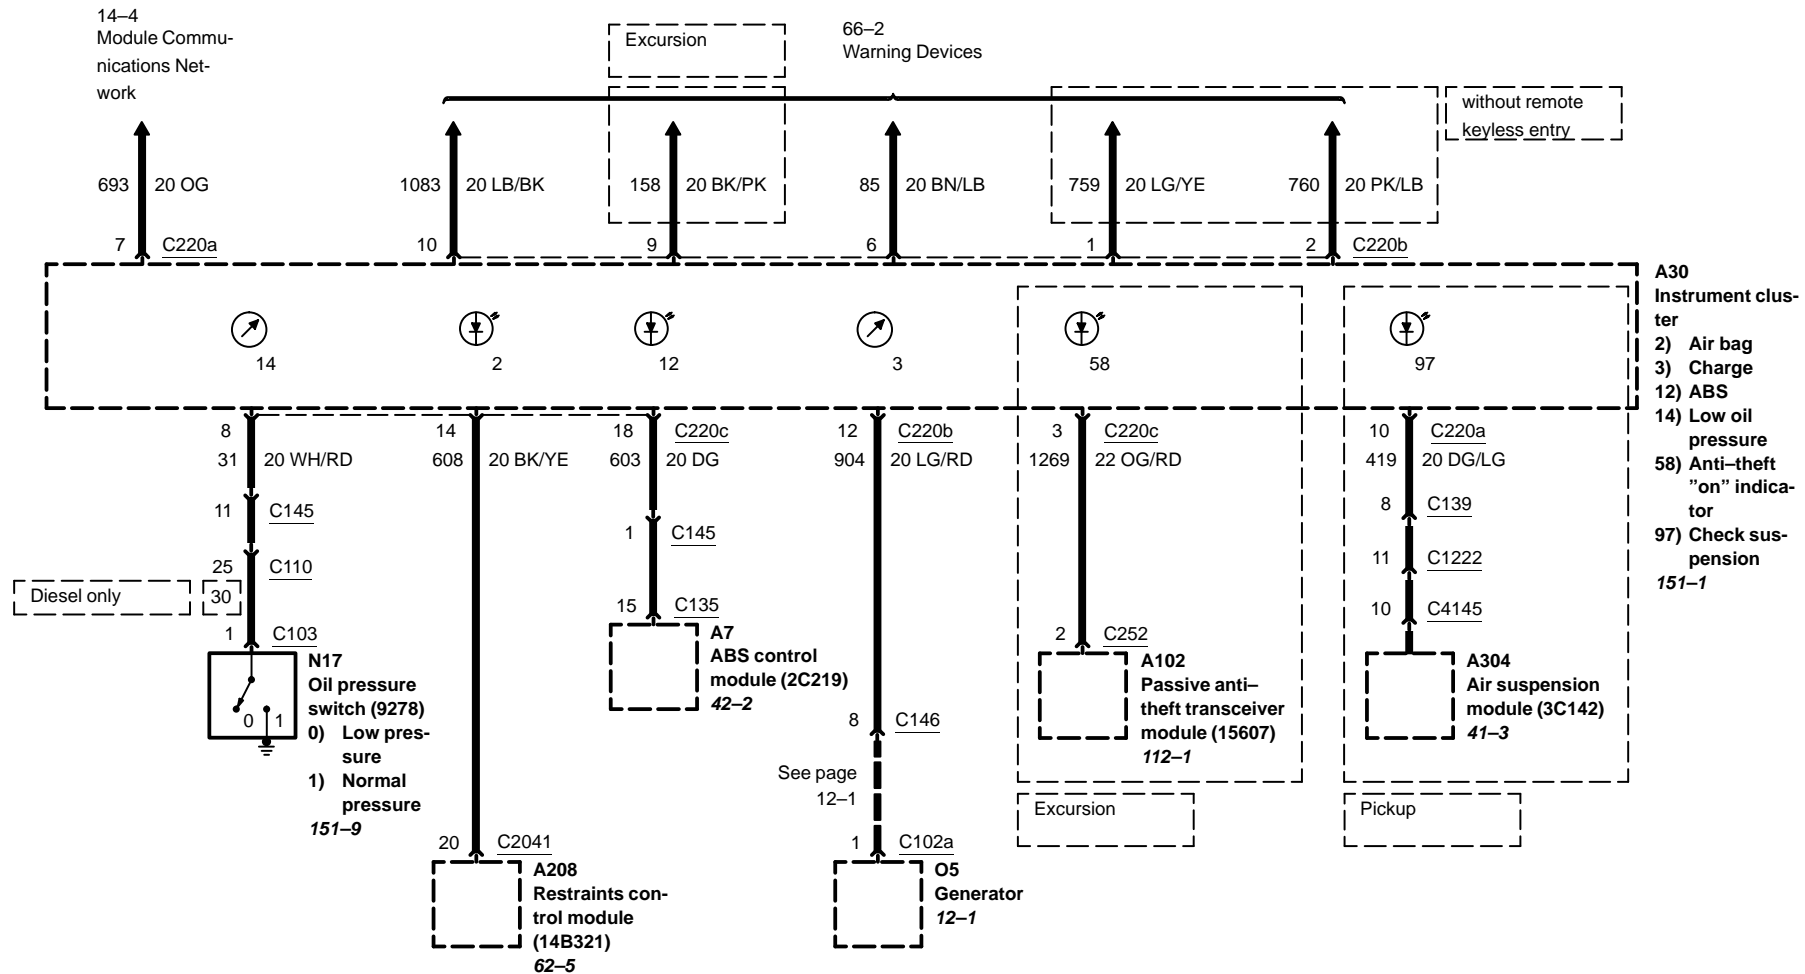 14–4
Module Commu-
nications Net-
work
Excursion
66–2
Warning Devices
without remote
keyless entry
693 20 OG
1083 20 LB/BK
158 20 BK/PK
85 20 BN/LB
759 20 LG/YE
760 20 PK/LB
7 C220a
10
9
6
1
2 C220b
14
2
12
3
58
97
A30
Instrument clus-
ter
2) Air bag
3) Charge
12) ABS
14) Low oil
pressure
58) Anti–theft
”on” indica-
tor
97) Check sus-
pension
151–1
8
14
18 C220c
12 C220b
3 C220c
10 C220a
31 20 WH/RD
608 20 BK/YE
603 20 DG
904 20 LG/RD
1269 22 OG/RD
419 20 DG/LG
11 C145
25 C110
Diesel only
30
1 C103
N17
Oil pressure
switch (9278)
0) Low pres-
sure
1) Normal
pressure
151–9
0 1
20 C2041
A208
Restraints con-
trol module
(14B321)
62–5
1 C145
15 C135
A7
ABS control
module (2C219)
42–2
8 C146
See page
12–1
1 C102a
O5
Generator
12–1
2 C252
A102
Passive anti–
theft transceiver
module (15607)
112–1
Excursion
8 C139
11 C1222
10 C4145
A304
Air suspension
module (3C142)
41–3
Pickup